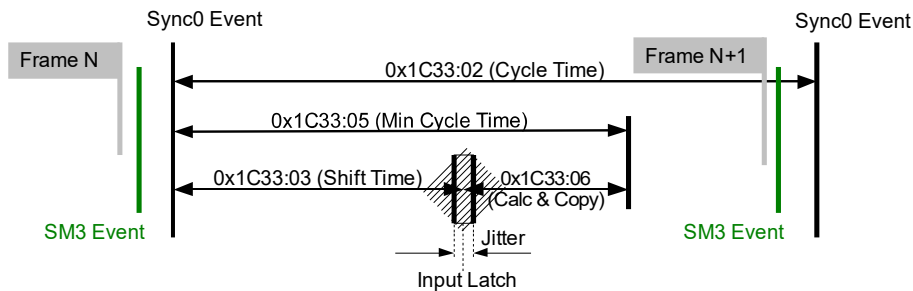 Sync0 Event
Sync0 Event
Frame N
Frame N+1
0x1C33:02 (Cycle Time)
0x1C33:05 (Min Cycle Time)
0x1C33:03 (Shift Time)
0x1C33:06
(Calc & Copy)
SM3 Event
SM3 Event
Jitter
Input Latch